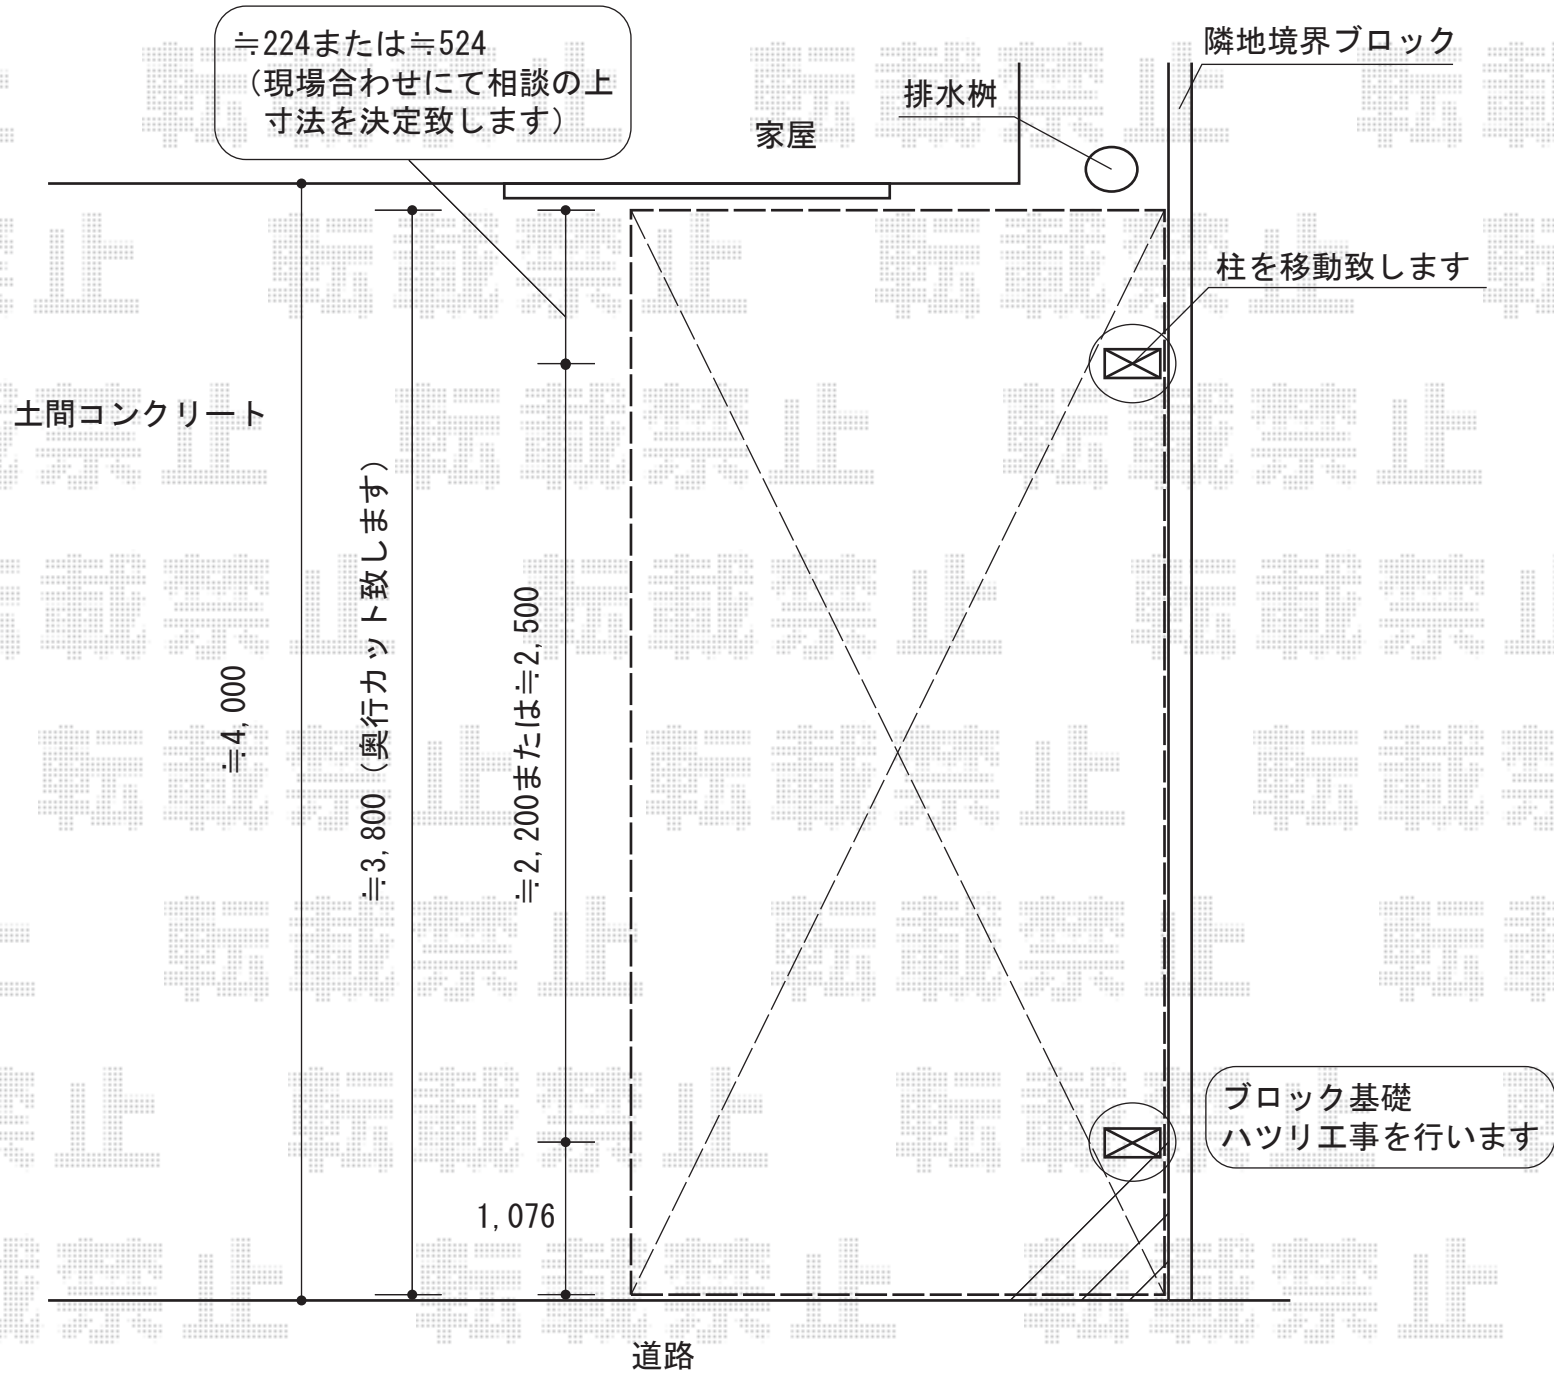 ≒224または≒524
（現場合わせにて相談の上
寸法を決定致します）
隣地境界ブロック
排水桝
家屋
柱を移動致します
土間コンクリート
≒4,000
≒3,800（奥行カット致します）
≒2,200または≒2,500
1,076
ブロック基礎
ハツリ工事を行います
道路
転載禁止